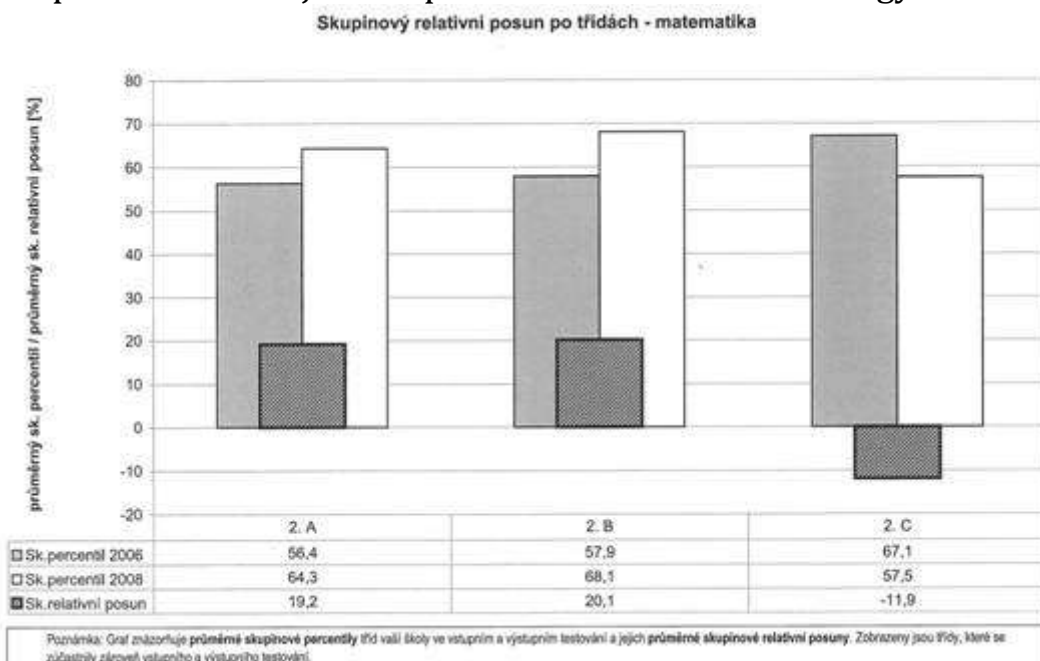 Skupinový relativní posun po třídách - matematika
průměrný sk. percentil / průměrný sk. relativní posun [%]
80
70
60
50
40
30
20
10
0
-10
-20
2. A 2. B 2. C
Sk.percentil 2006 56,4 57,9 67,1
Sk.percentil 2008 64,3 68,1 57,5
Sk.relativní posun 19,2 20,1 -11,9
Poznámka: Graf znázorňuje průměrné skupinové percentily tříd vaší školy ve vstupním a výstupním testování a jejich průměrné skupinové relativní posuny. Zobrazeny jsou třídy, které se
zúčastnily zároveň vstupního a výstupního testování.